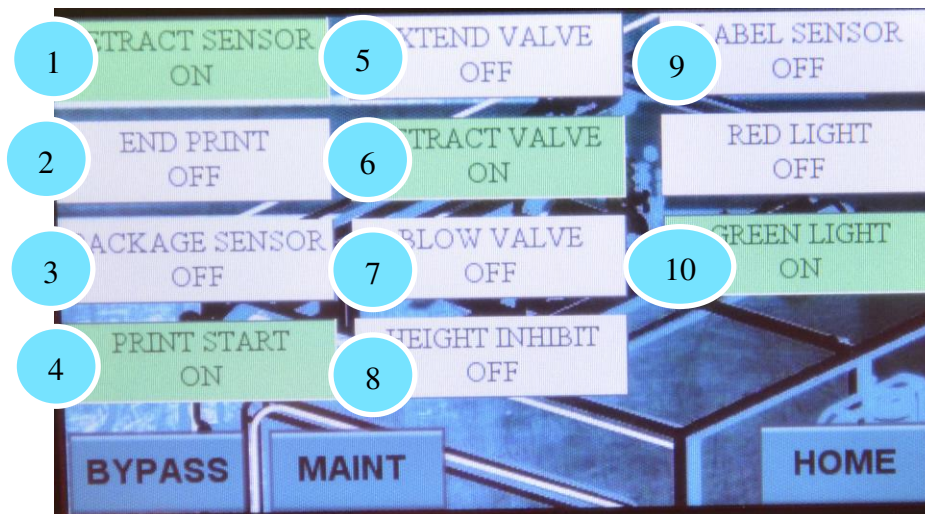 1
ETRACT SENSOR
ON
2
END PRINT
OFF
3
ACKAGE SENSOR
OFF
4
PRINT START
ON
5
XTEND VALVE
OFF
6
TRACT VALVE
ON
7
BLOW VALVE
OFF
8
HEIGHT INHIBIT
OFF
9
ABEL SENSOR
OFF
RED LIGHT
OFF
10
GREEN LIGHT
ON
BYPASS
MAINT
HOME